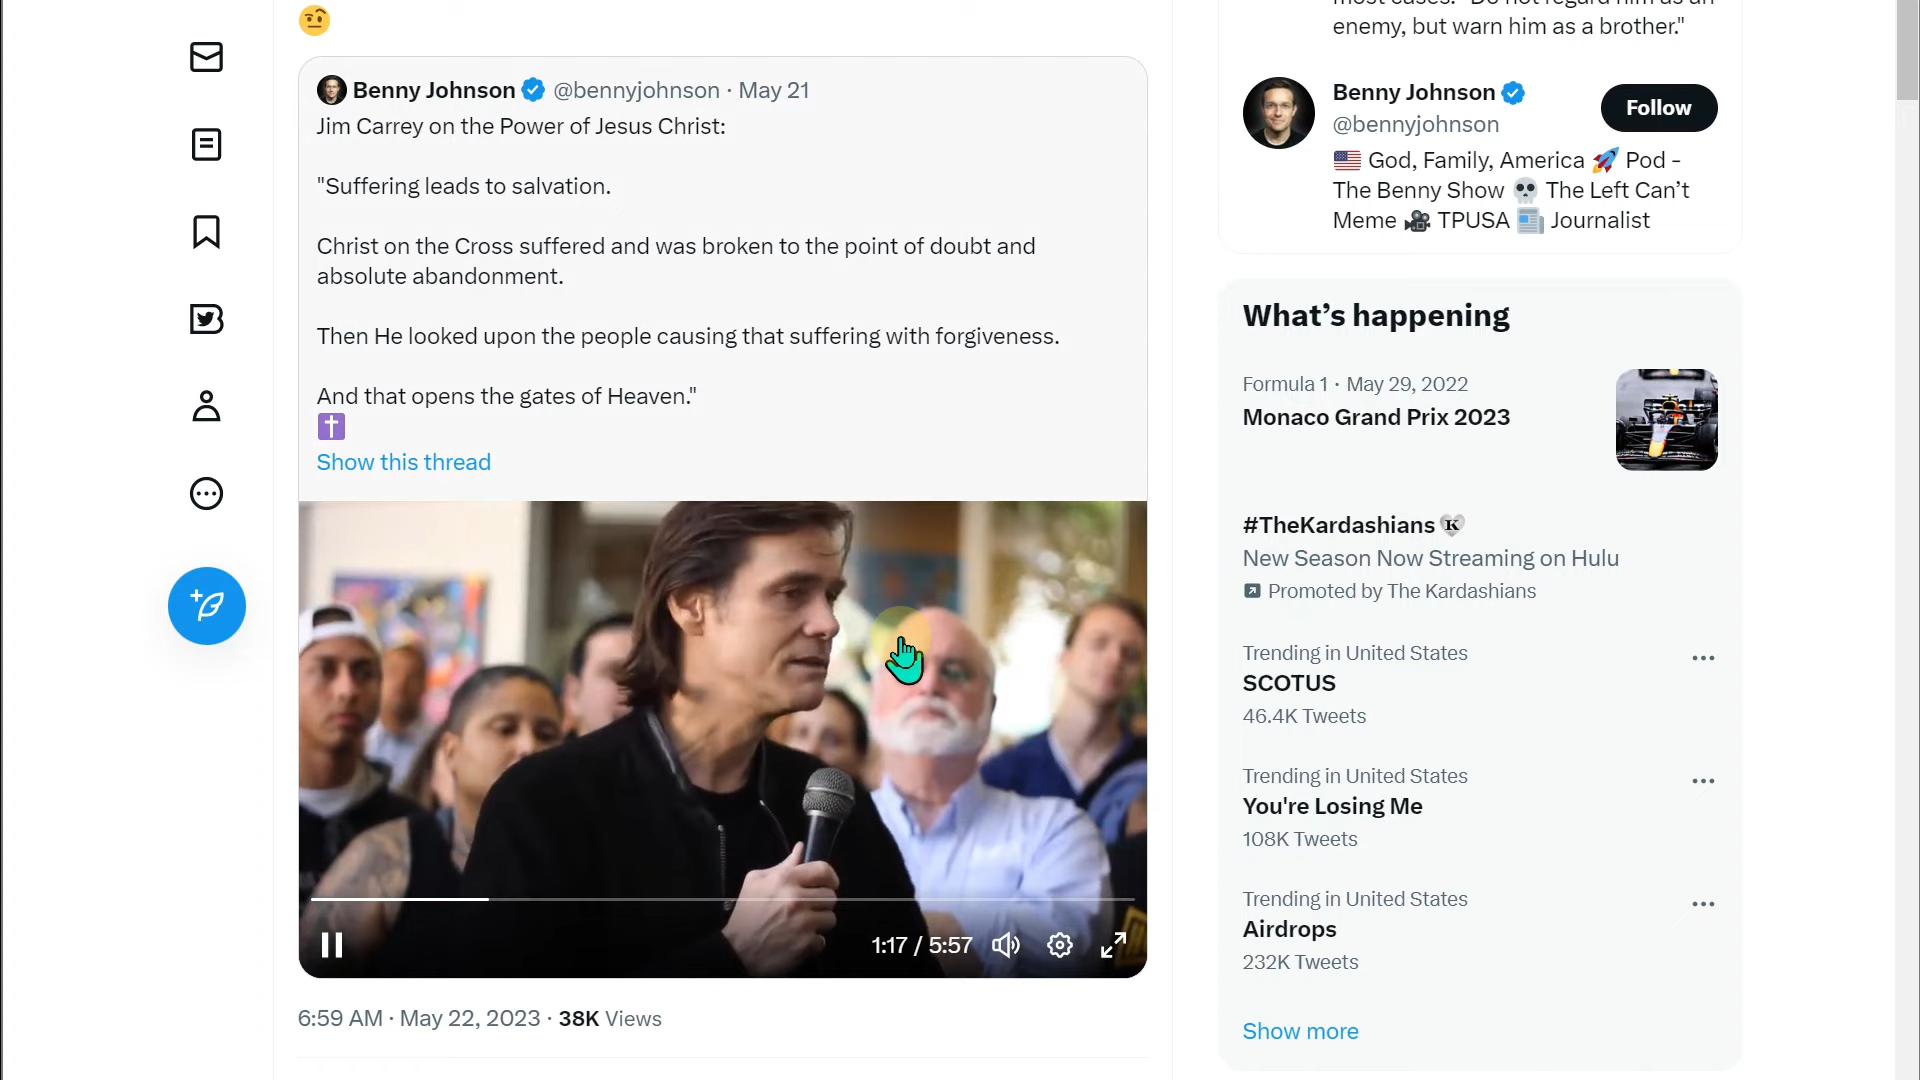 Benny Johnson @bennyjohnson · May 21
Jim Carrey on the Power of Jesus Christ:
"Suffering leads to salvation.
Christ on the Cross suffered and was broken to the point of doubt and
absolute abandonment.
Then He looked upon the people causing that suffering with forgiveness.
And that opens the gates of Heaven."
Show this thread
1:17 / 5:57
6:59 AM · May 22, 2023 · 38K Views
enemy, but warn him as a brother."
Benny Johnson
@bennyjohnson
Follow
God, Family, America Pod -
The Benny Show The Left Can’t
Meme TPUSA Journalist
What’s happening
Formula 1 · May 29, 2022
Monaco Grand Prix 2023
#TheKardashians K
New Season Now Streaming on Hulu
Promoted by The Kardashians
Trending in United States
SCOTUS
46.4K Tweets
Trending in United States
You're Losing Me
108K Tweets
Trending in United States
Airdrops
232K Tweets
Show more